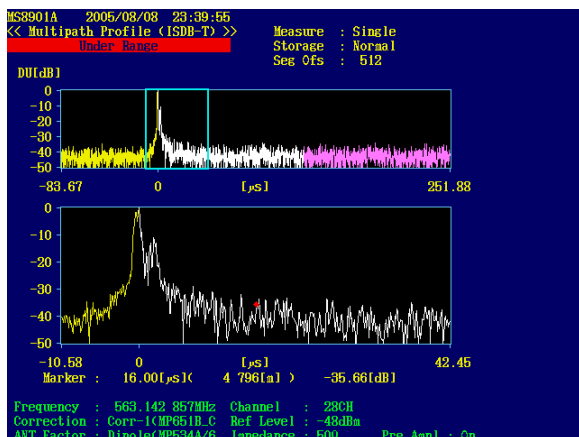 MS8901A 2005/08/08 23:39:55
<< Multipath Profile (ISDB-T) >> Measure : Single
Under Range Storage : Normal
Seg Ofs : 512
DU[dB]
0
-10
-20
-30
-40
-50
-83.67 0 [μs] 251.88
0
-10
-20
-30
-40
-50
-10.58 0 [μs] 42.45
Marker : 16.00[μs]( 4 796[m] ) -35.66[dB]
Frequency : 563.142 857MHz Channel : 28CH
Correction : Corr-1(MP651B_C Ref Level : -48dBm
ANT Factor : Dipole(MP534A/6 Impedance : 50Ω Pre Ampl : On